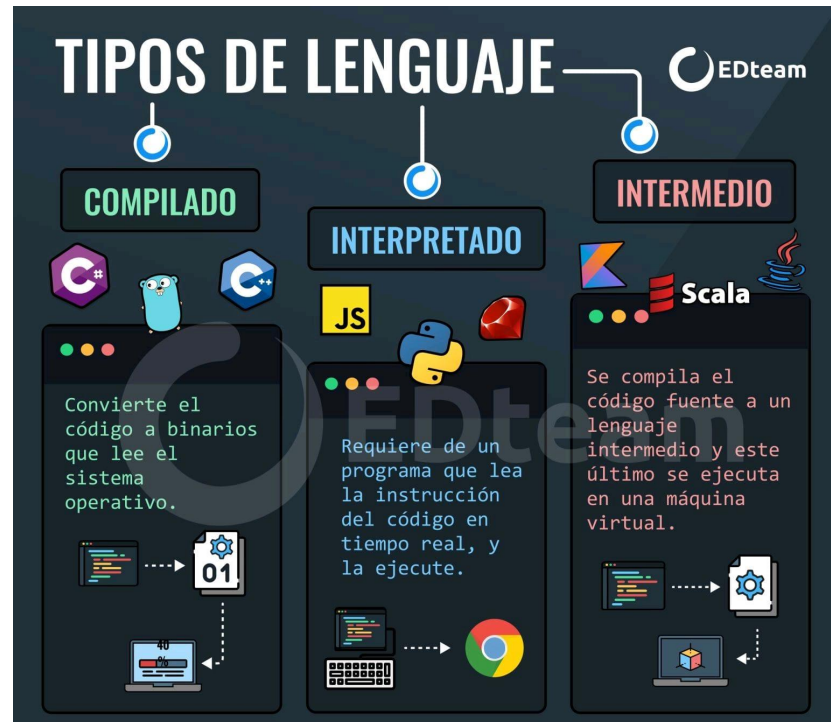 TIPOS DE LENGUAJE
EDteam
COMPILADO
C#
C++
Convierte el
código a binarios
que lee el
sistema
operativo.
01
40
%
INTERPRETADO
JS
Requiere de un
programa que lea
la instrucción
del código en
tiempo real, y
la ejecute.
INTERMEDIO
Scala
Se compila el
código fuente a un
lenguaje
intermedio y este
último se ejecuta
en una máquina
virtual.
EDteam